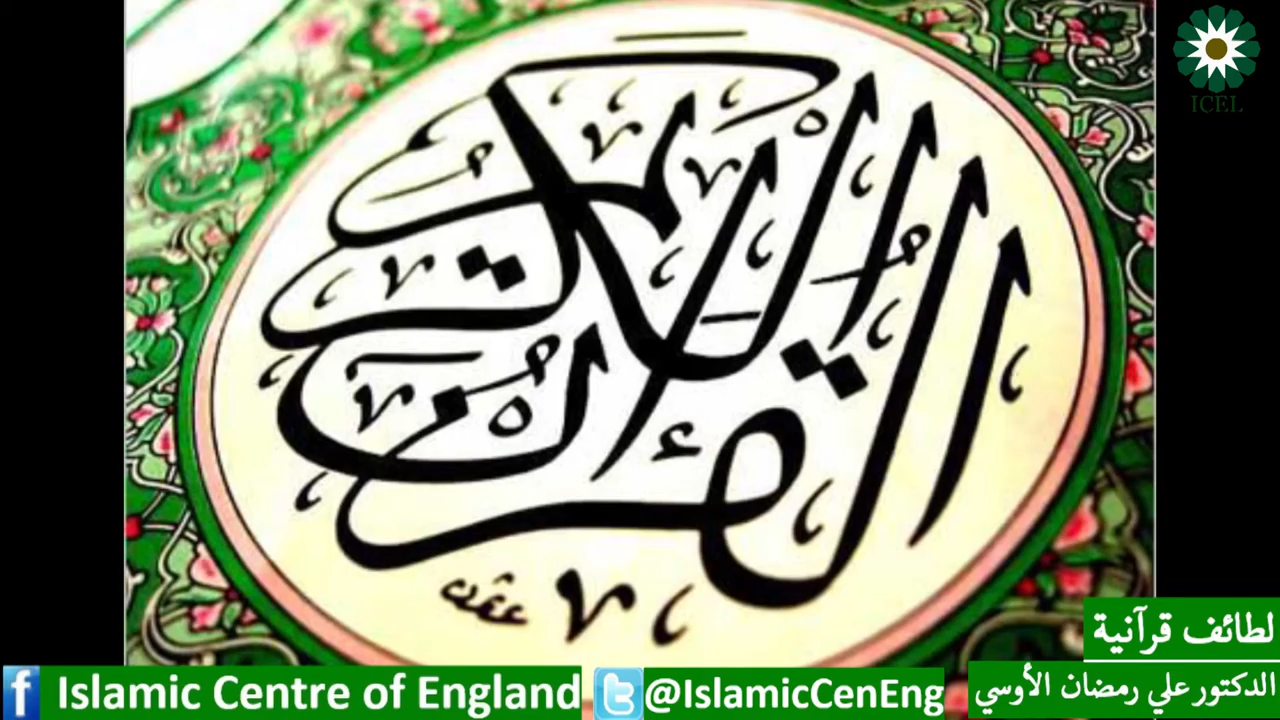 ICEL
القرآن الكريم
لطائف قرآنية
الدكتور علي رمضان الأوسي
Islamic Centre of England
@IslamicCenEng